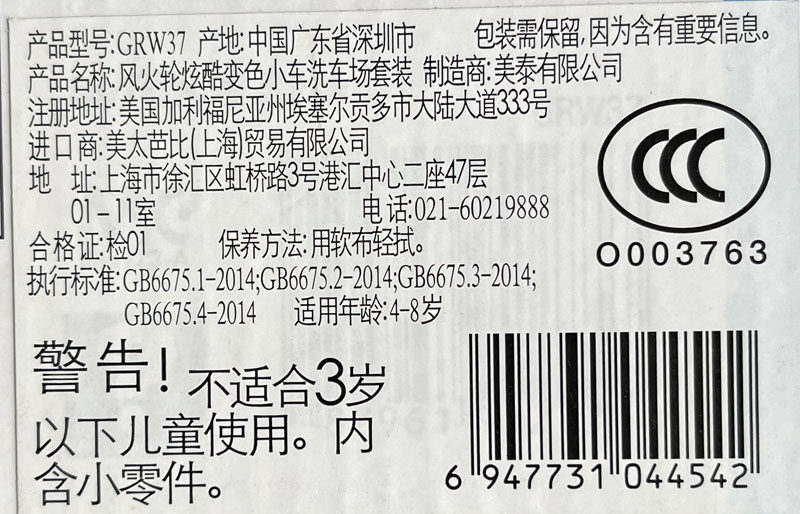 产品型号:GRW37 产地:中国广东省深圳市 包装需保留,因为含有重要信息。
产品名称:风火轮炫酷变色小车洗车场套装 制造商:美泰有限公司
注册地址:美国加利福尼亚州埃塞尔贡多市大陆大道333号
进口商:美太芭比(上海)贸易有限公司
地 址:上海市徐汇区虹桥路3号港汇中心二座47层
01-11室 电话:021-60219888
合格证:检01 保养方法:用软布轻拭。
执行标准:GB6675.1-2014;GB6675.2-2014;GB6675.3-2014;
GB6675.4-2014 适用年龄:4-8岁
CCC
O003763
警告! 不适合3岁
以下儿童使用。内
含小零件。
6 947731 044542